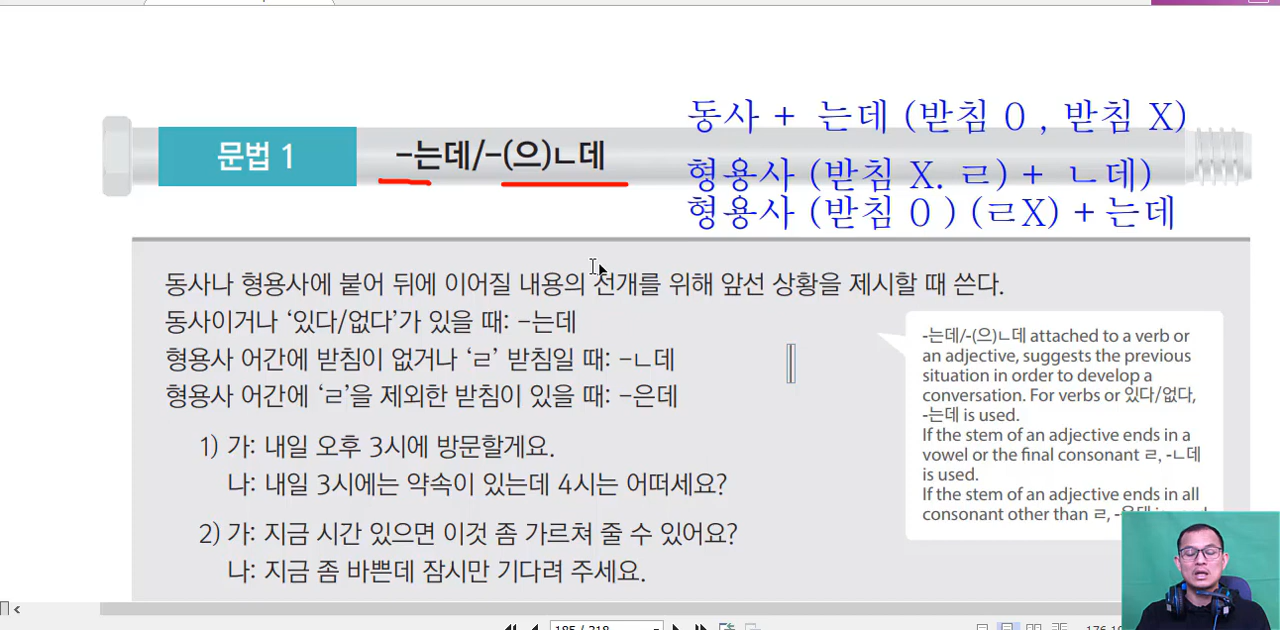 동사 + 는데 (받침 O , 받침 X)
문법 1
-는데/-(으)ㄴ데
형용사 (받침 X. ㄹ) + ㄴ데)
형용사 (받침 O ) (ㄹX) + 는데
동사나 형용사에 붙어 뒤에 이어질 내용의 전개를 위해 앞선 상황을 제시할 때 쓴다.
동사이거나 ‘있다/없다’가 있을 때: -는데
형용사 어간에 받침이 없거나 ‘ㄹ’ 받침일 때: -ㄴ데
형용사 어간에 ‘ㄹ’을 제외한 받침이 있을 때: -은데
1) 가: 내일 오후 3시에 방문할게요.
나: 내일 3시에는 약속이 있는데 4시는 어떠세요?
2) 가: 지금 시간 있으면 이것 좀 가르쳐 줄 수 있어요?
나: 지금 좀 바쁜데 잠시만 기다려 주세요.
-는데/-(으)ㄴ데 attached to a verb or
an adjective, suggests the previous
situation in order to develop a
conversation. For verbs or 있다/없다,
-는데 is used.
If the stem of an adjective ends in a
vowel or the final consonant ㄹ, -ㄴ데
is used.
If the stem of an adjective ends in all
consonant other than ㄹ,
185 / 218